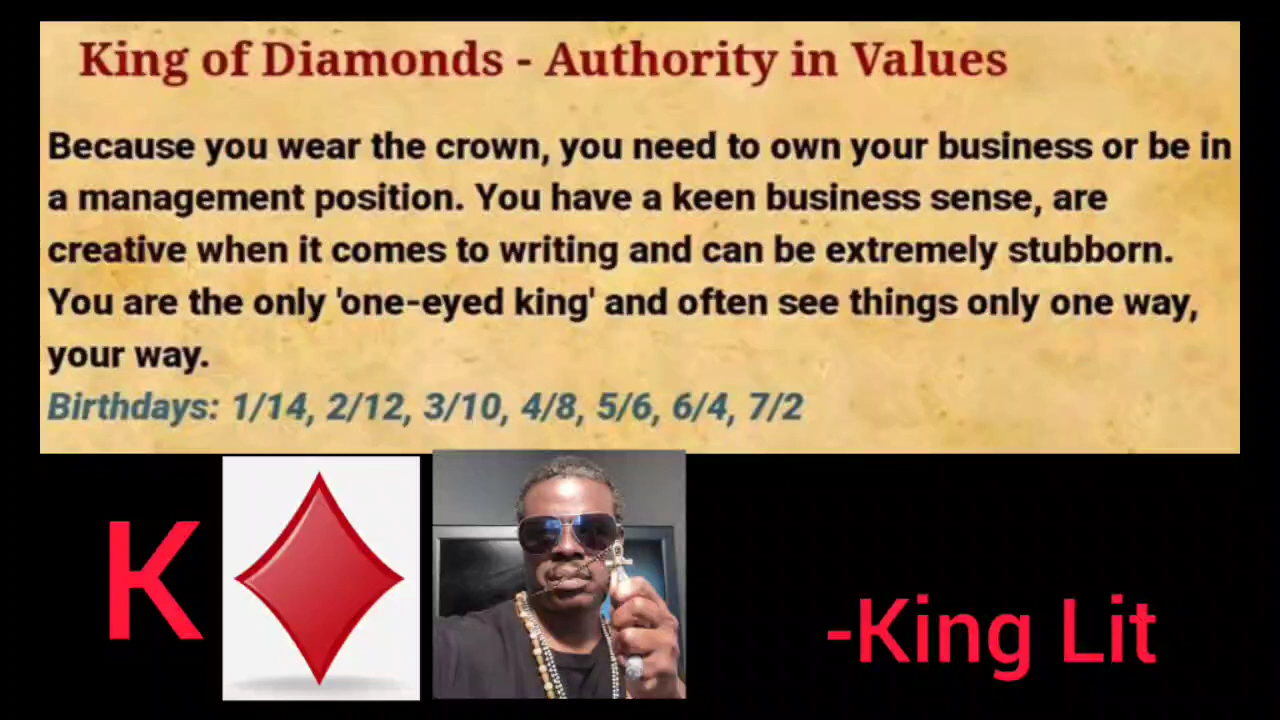 King of Diamonds - Authority in Values
Because you wear the crown, you need to own your business or be in
a management position. You have a keen business sense, are
creative when it comes to writing and can be extremely stubborn.
You are the only 'one-eyed king' and often see things only one way,
your way.
Birthdays: 1/14, 2/12, 3/10, 4/8, 5/6, 6/4, 7/2
K
-King Lit